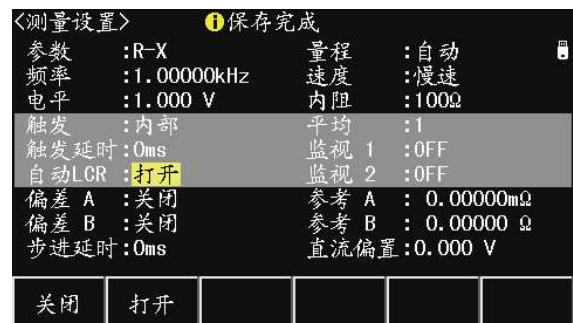 <测量设置> 保存完成
参数 :R-X 量程 :自动
频率 :1.00000kHz 速度 :慢速
电平 :1.000 V 内阻 :100Ω
触发 :内部 平均 :1
触发延时:0ms 监视 1 :OFF
自动LCR :打开 监视 2 :OFF
偏差 A :关闭 参考 A : 0.00000mΩ
偏差 B :关闭 参考 B : 0.00000 Ω
步进延时:0ms 直流偏置:0.000 V
关闭 打开